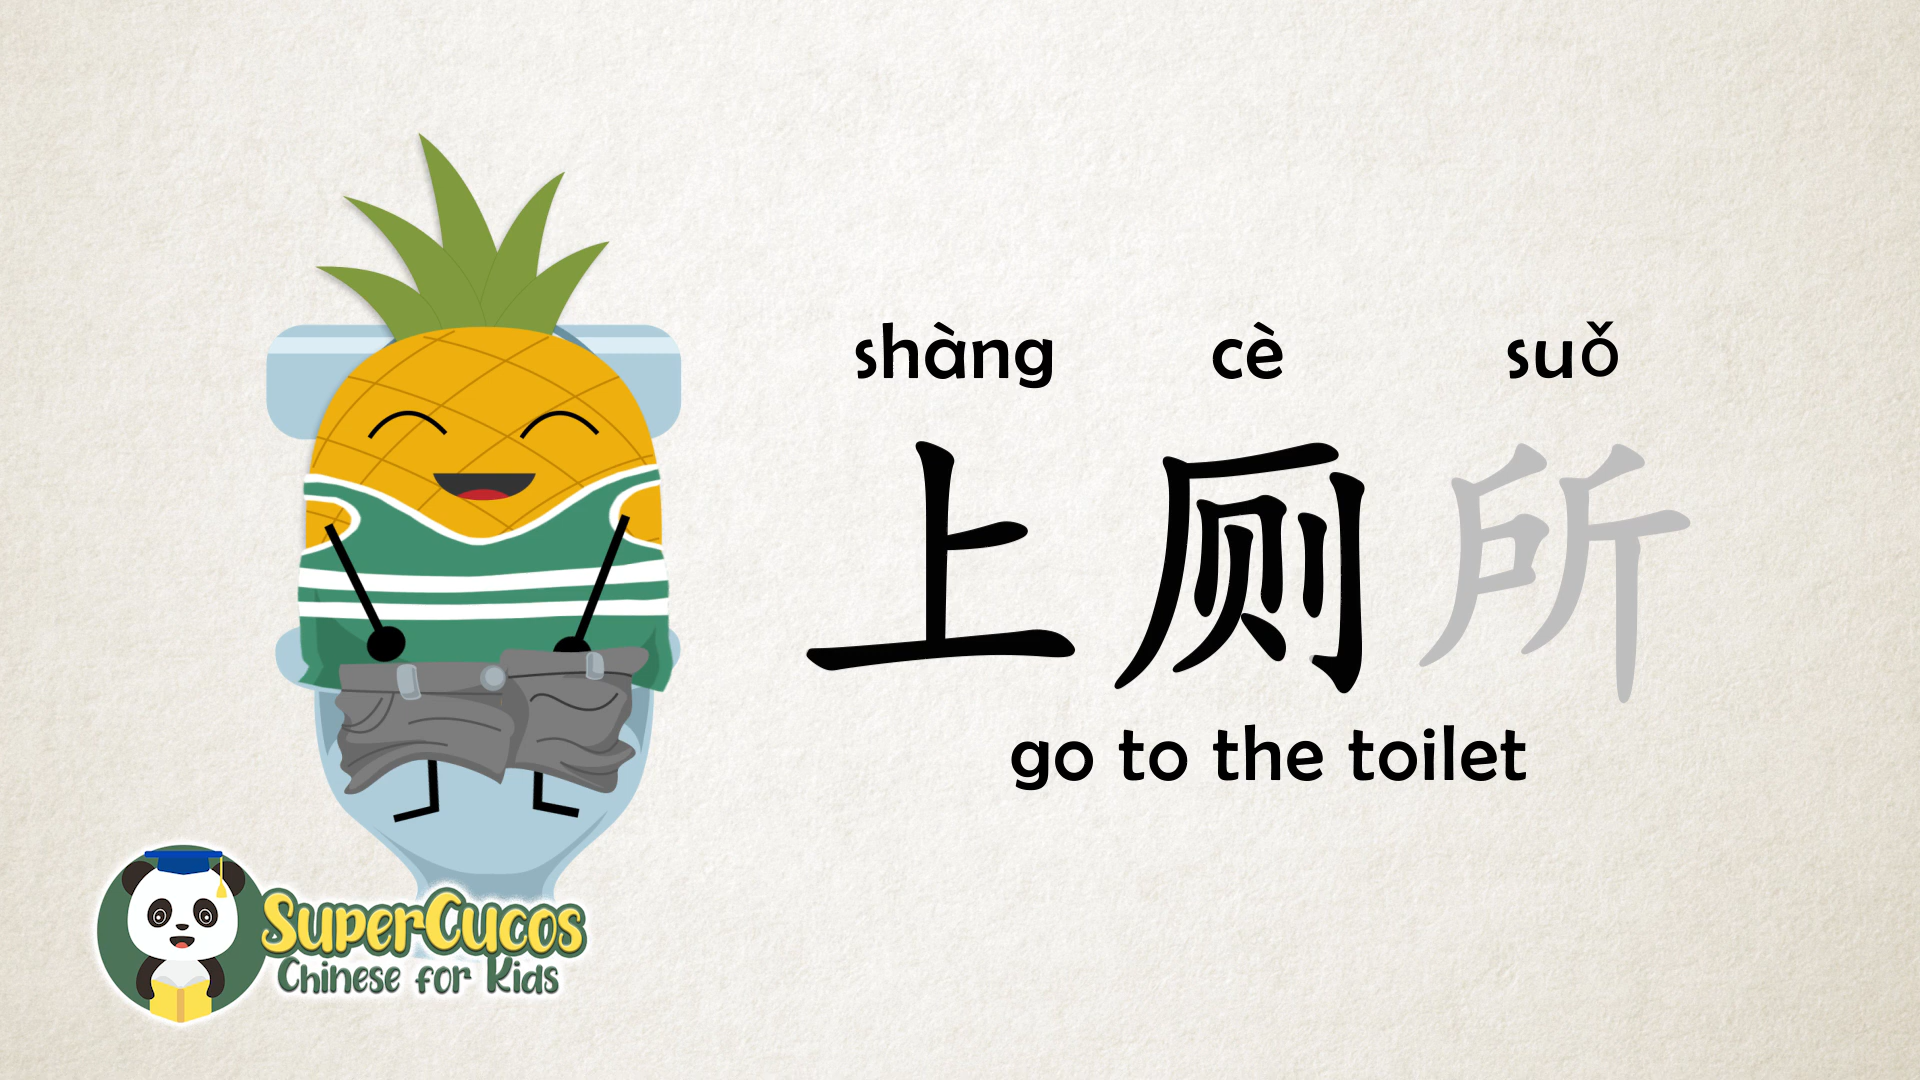 shàng cè suǒ
上厕所
go to the toilet
SuperCucos
Chinese for Kids